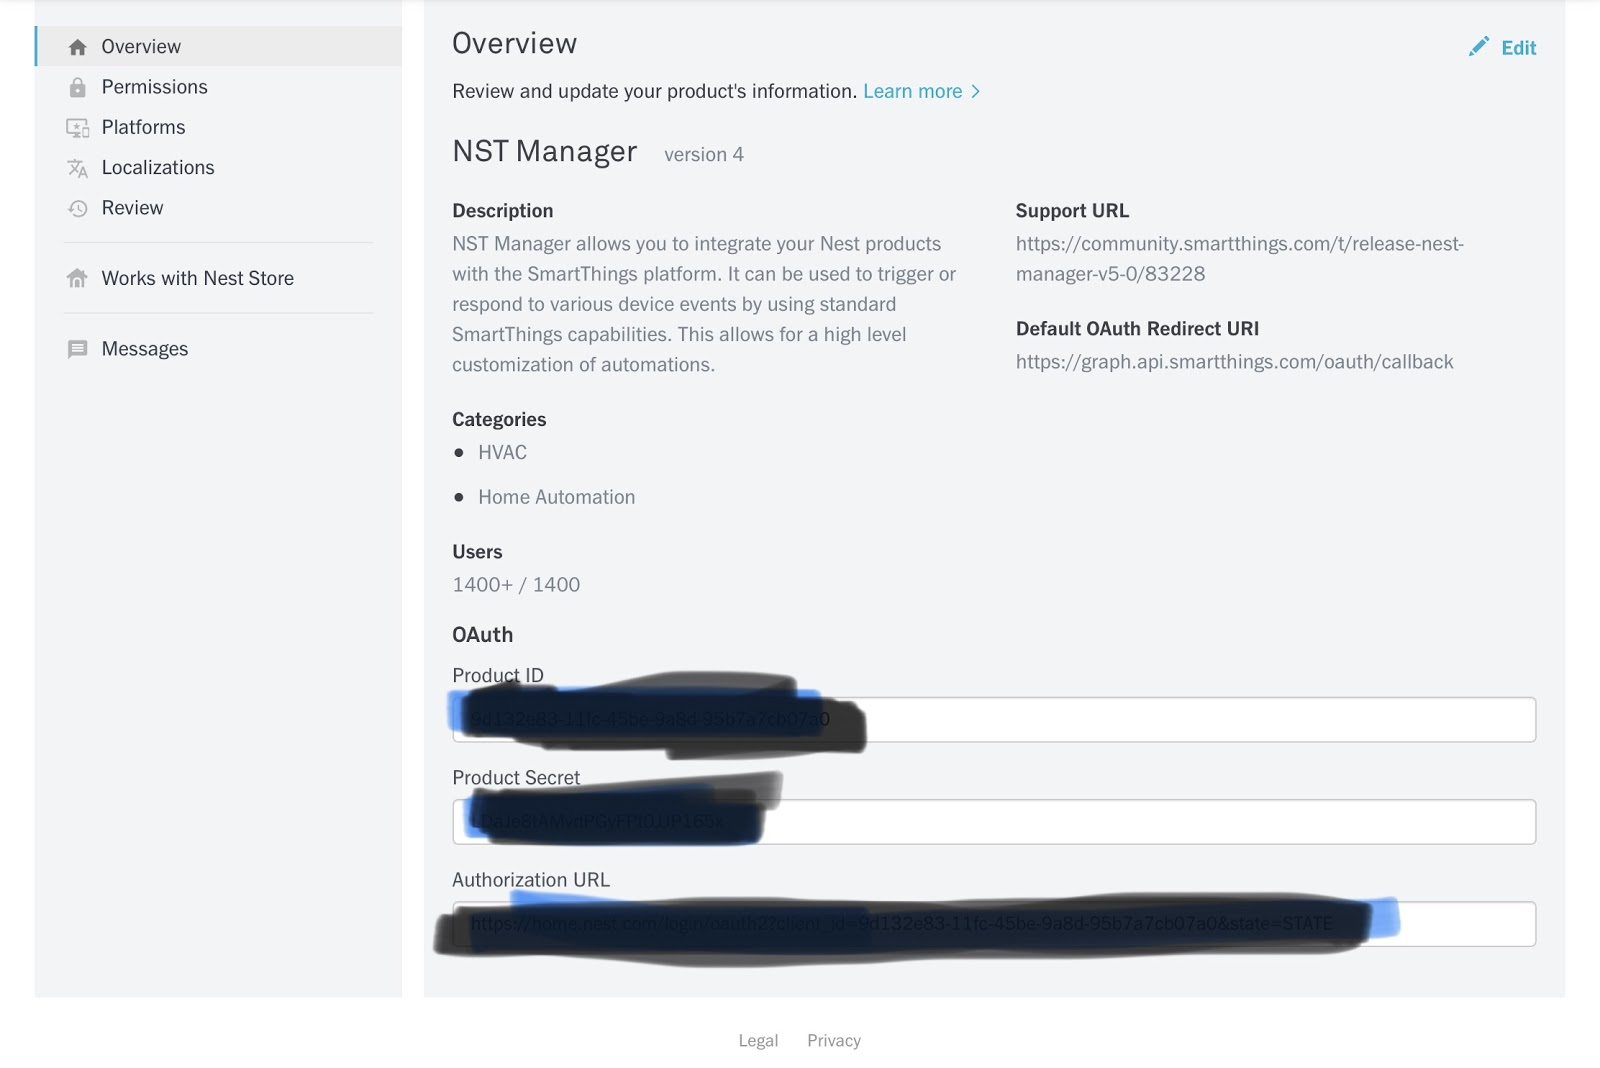 Overview
Permissions
Platforms
Localizations
Review
Works with Nest Store
Messages
Overview
Edit
Review and update your product's information. Learn more >
NST Manager version 4
Description
NST Manager allows you to integrate your Nest products
with the SmartThings platform. It can be used to trigger or
respond to various device events by using standard
SmartThings capabilities. This allows for a high level
customization of automations.
Support URL
https://community.smartthings.com/t/release-nest-
manager-v5-0/83228
Default OAuth Redirect URI
https://graph.api.smartthings.com/oauth/callback
Categories
HVAC
Home Automation
Users
1400+ / 1400
OAuth
Product ID
Product Secret
Authorization URL
Legal Privacy